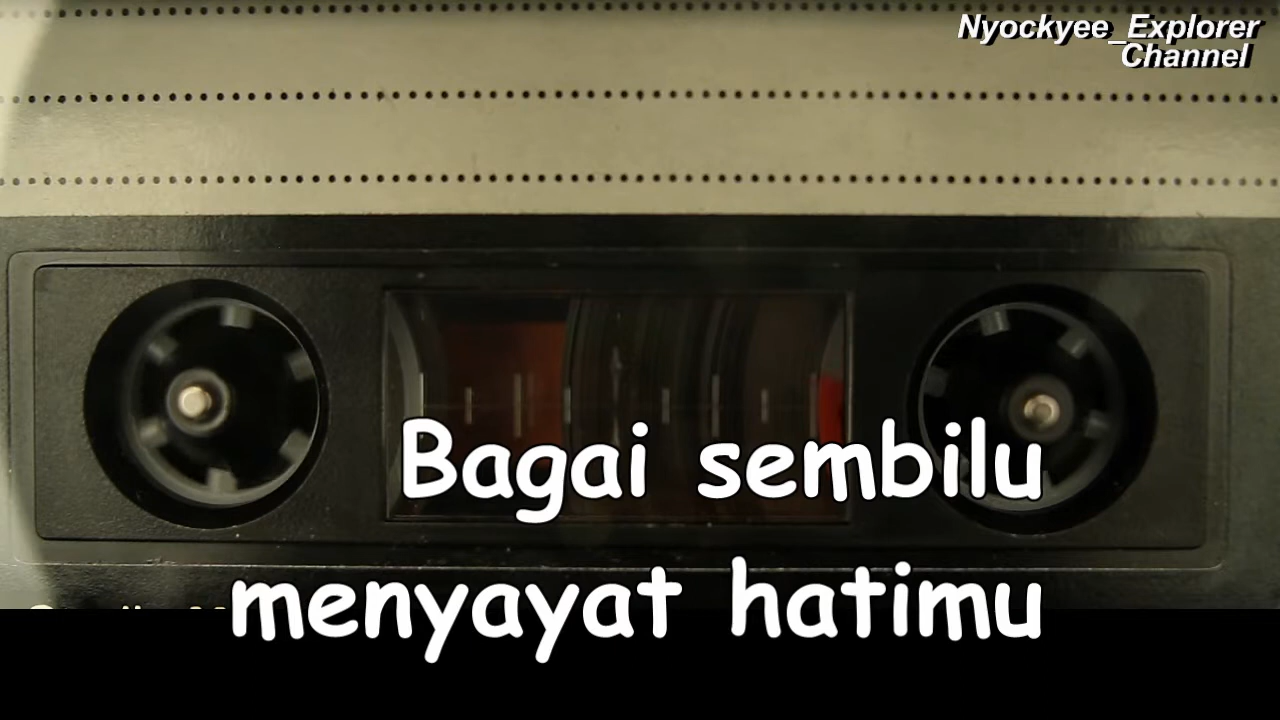 Nyockyee_Explorer
Channel
Bagai sembilu
menyayat hatimu